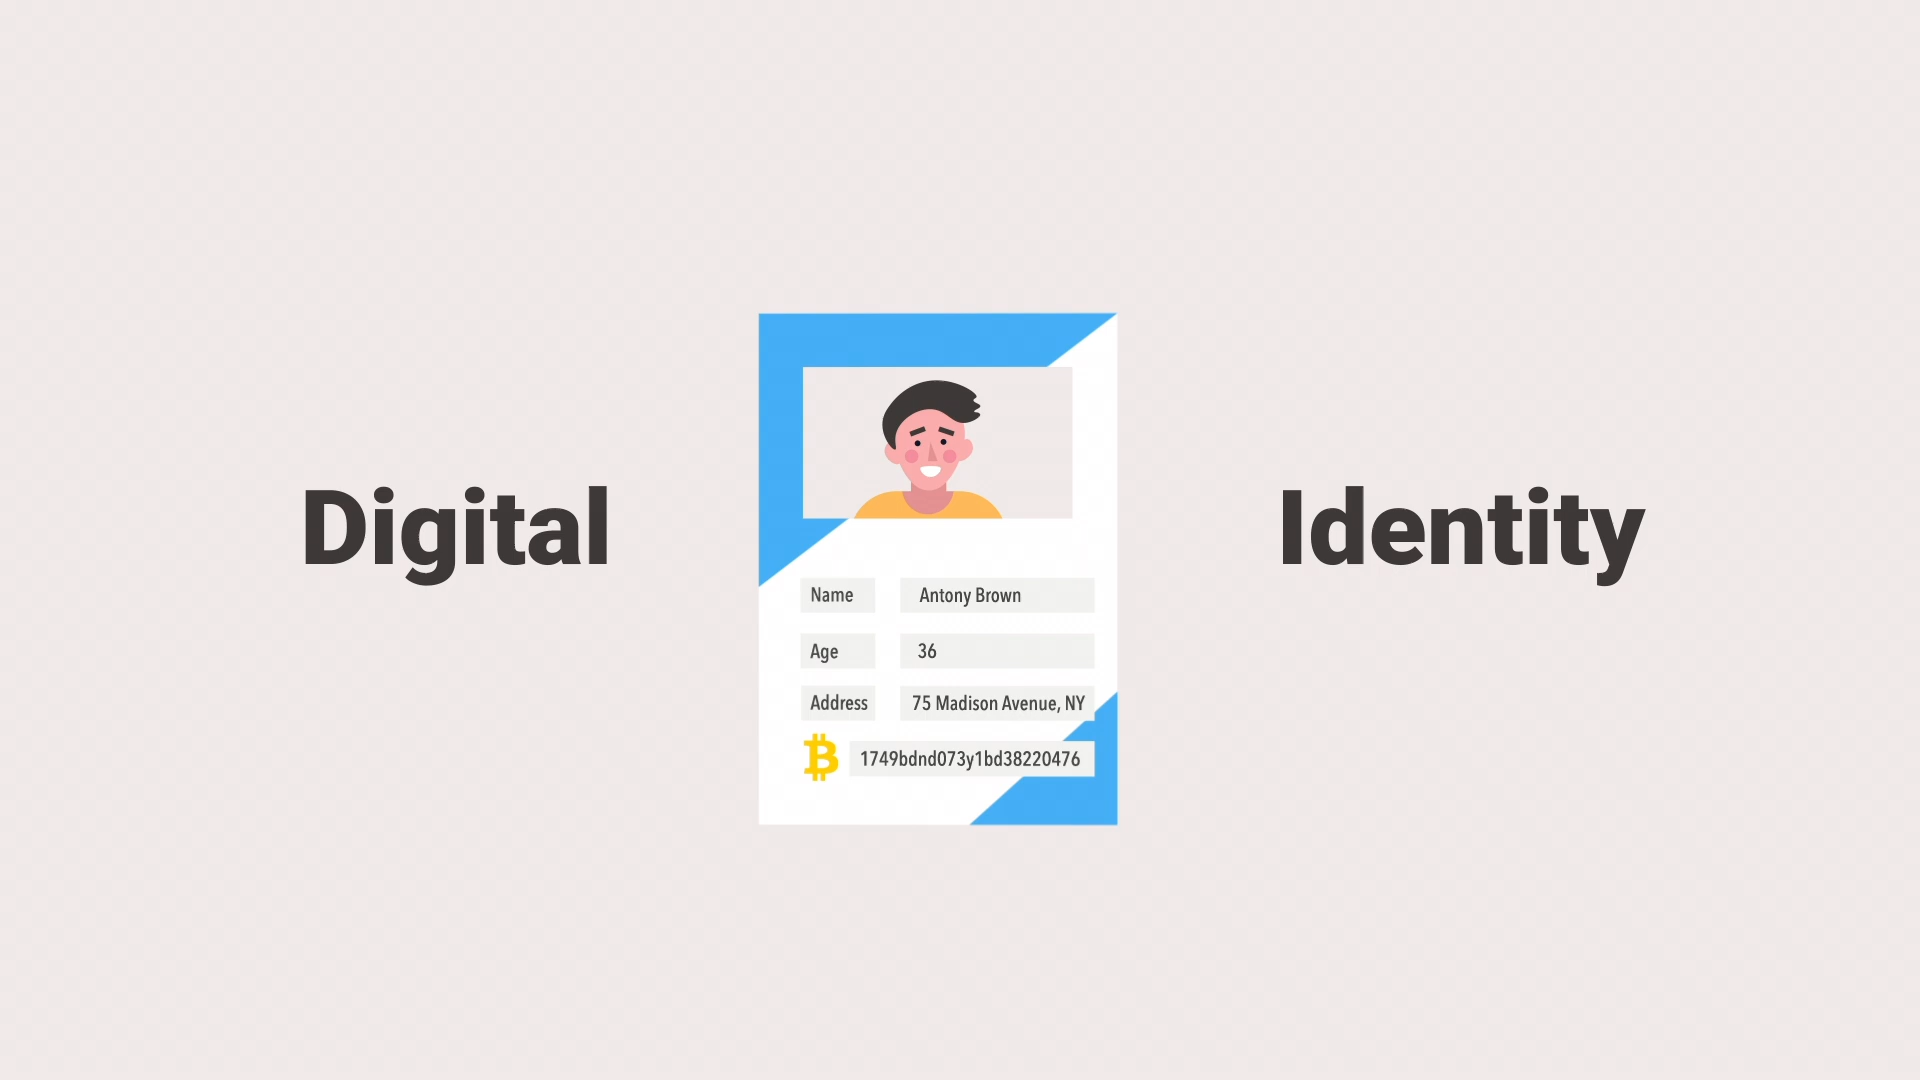 Digital
Identity
Name Antony Brown
Age 36
Address 75 Madison Avenue, NY
1749bdnd073y1bd38220476